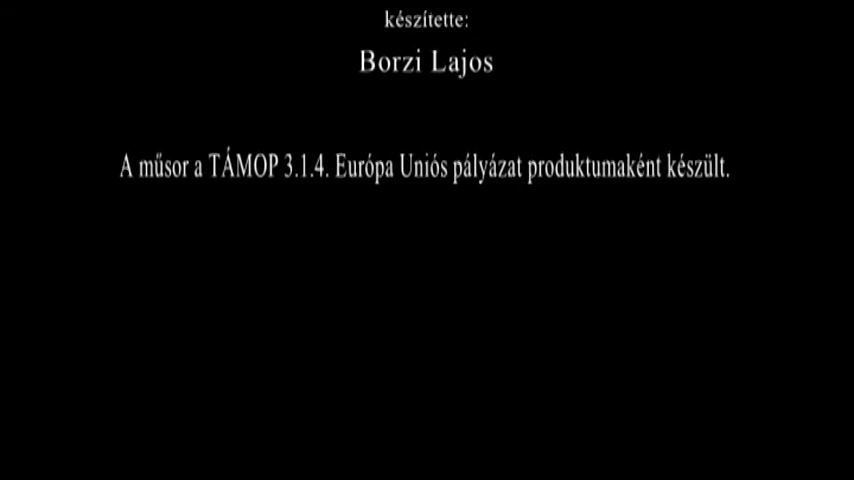 készítette:
Borzi Lajos
A műsor a TÁMOP 3.1.4. Európa Uniós pályázat produktumaként készült.